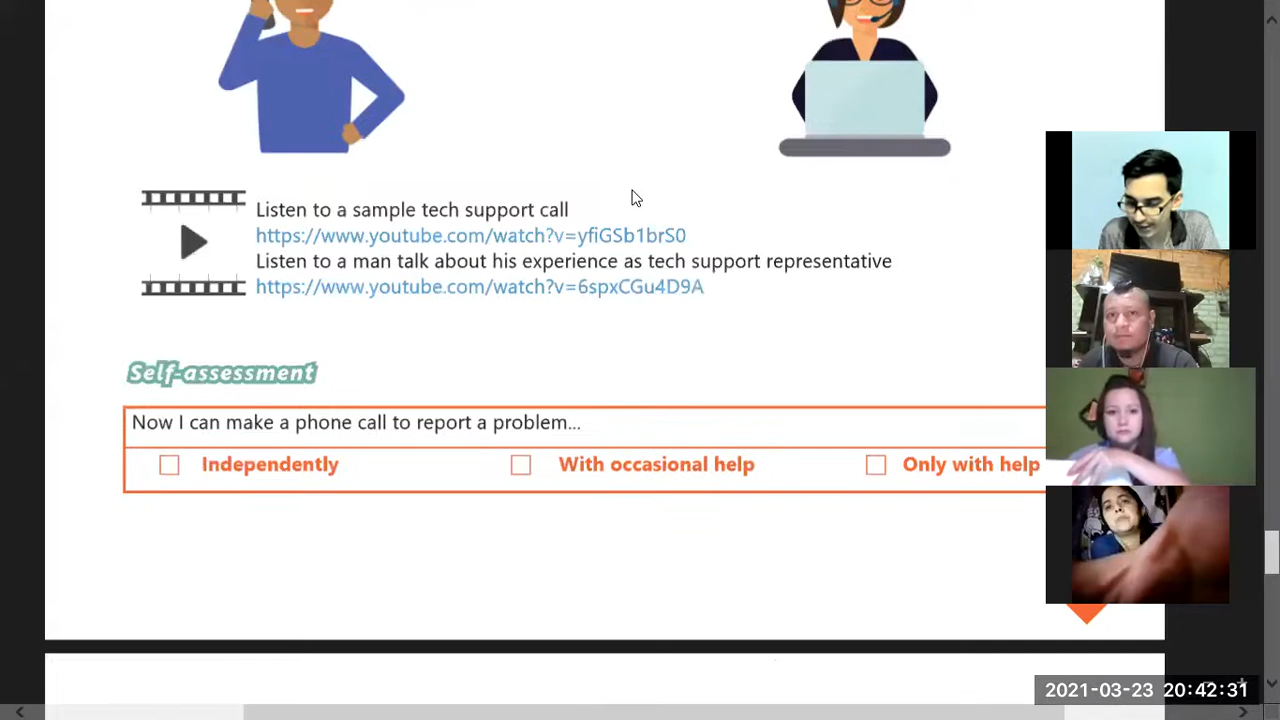 Listen to a sample tech support call
https://www.youtube.com/watch?v=yfiGSb1brS0
Listen to a man talk about his experience as tech support representative
https://www.youtube.com/watch?v=6spxCGu4D9A
Self-assessment
Now I can make a phone call to report a problem...
Independently
With occasional help
Only with help
2021-03-23 20:42:31